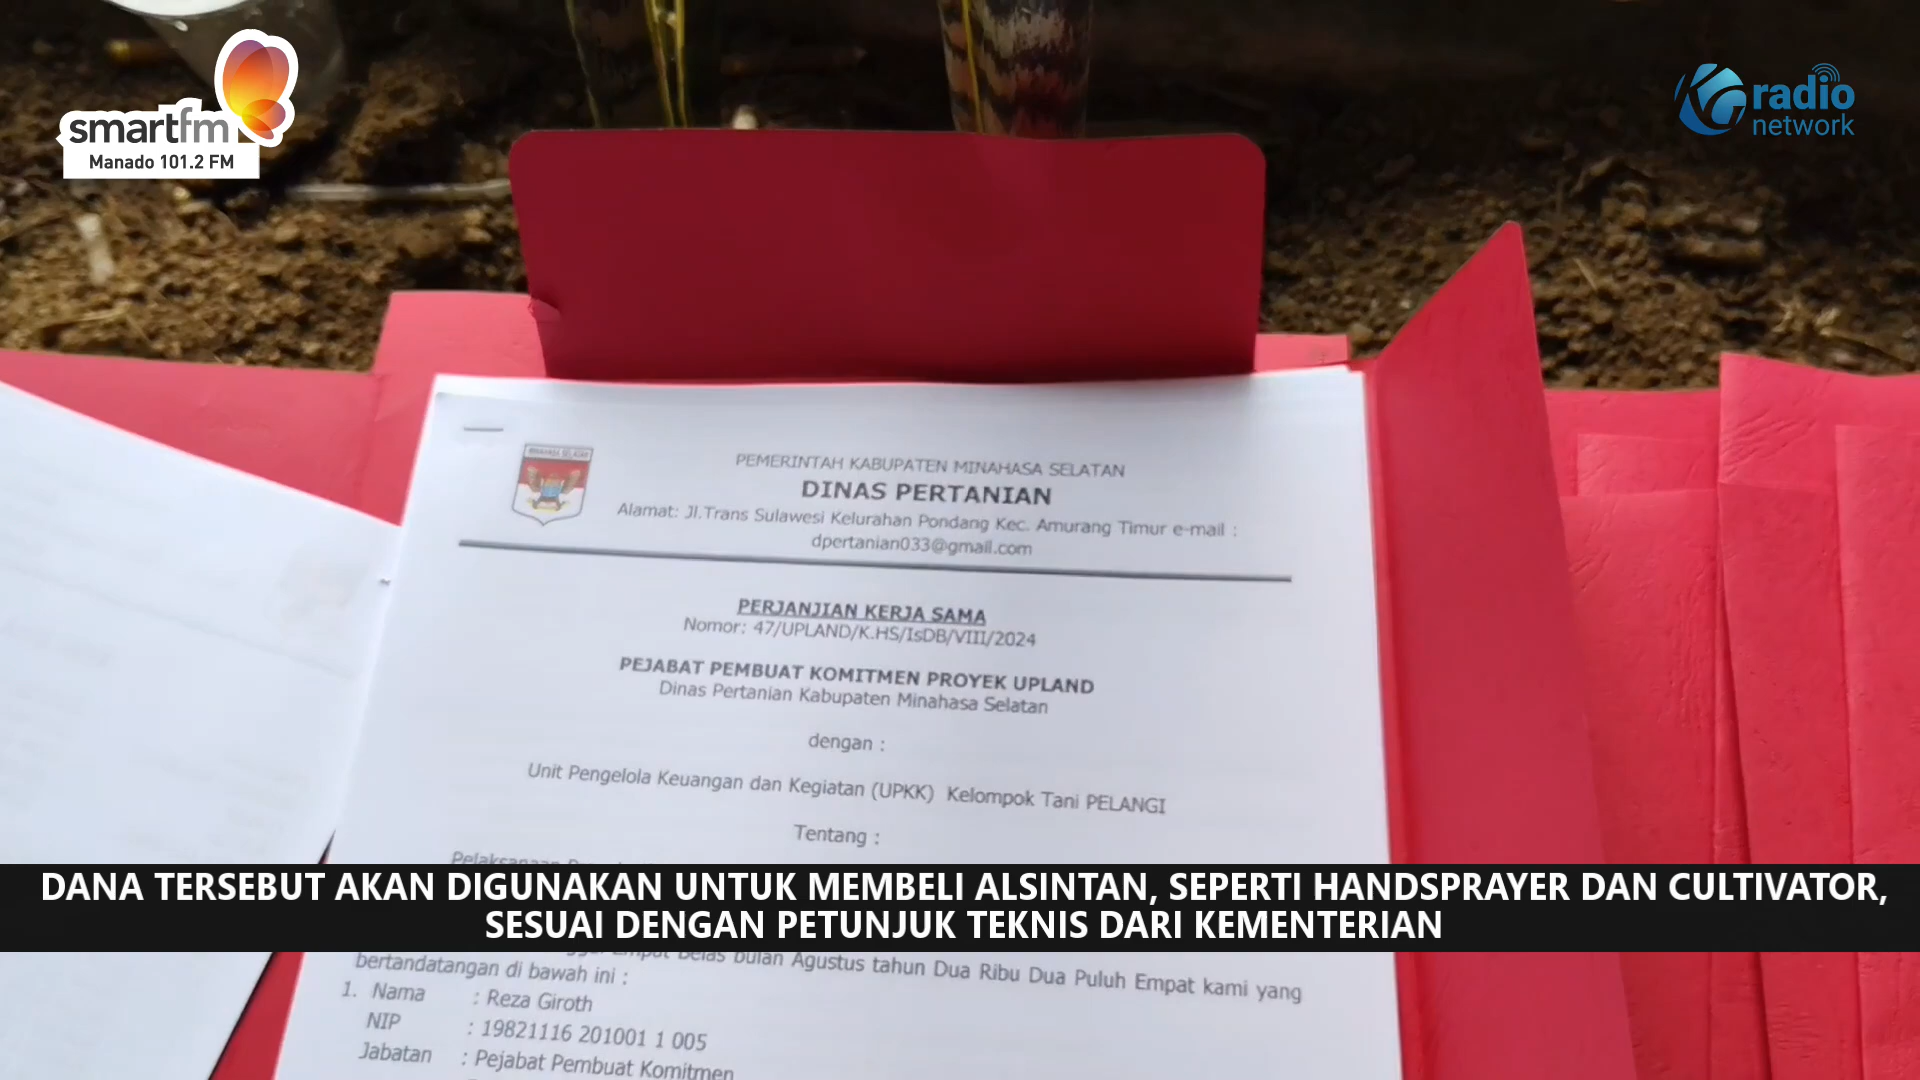 smartfm
Manado 101.2 FM
radio
network
MINAHASA SELATAN
PEMERINTAH KABUPATEN MINAHASA SELATAN
DINAS PERTANIAN
Alamat: Jl.Trans Sulawesi Kelurahan Pondang Kec. Amurang Timur e-mail :
dpertanian033@gmail.com
PERJANJIAN KERJA SAMA
Nomor: 47/UPLAND/K.HS/IsDB/VIII/2024
PEJABAT PEMBUAT KOMITMEN PROYEK UPLAND
Dinas Pertanian Kabupaten Minahasa Selatan
dengan :
Unit Pengelola Keuangan dan Kegiatan (UPKK) Kelompok Tani PELANGI
Tentang :
Pelaksanaan
DANA TERSEBUT AKAN DIGUNAKAN UNTUK MEMBELI ALSINTAN, SEPERTI HANDSPRAYER DAN CULTIVATOR,
SESUAI DENGAN PETUNJUK TEKNIS DARI KEMENTERIAN
Empat Belas bulan Agustus tahun Dua Ribu Dua Puluh Empat kami yang
bertandatangan di bawah ini :
1. Nama : Reza Giroth
NIP : 19821116 201001 1 005
Jabatan : Pejabat Pembuat Komitmen